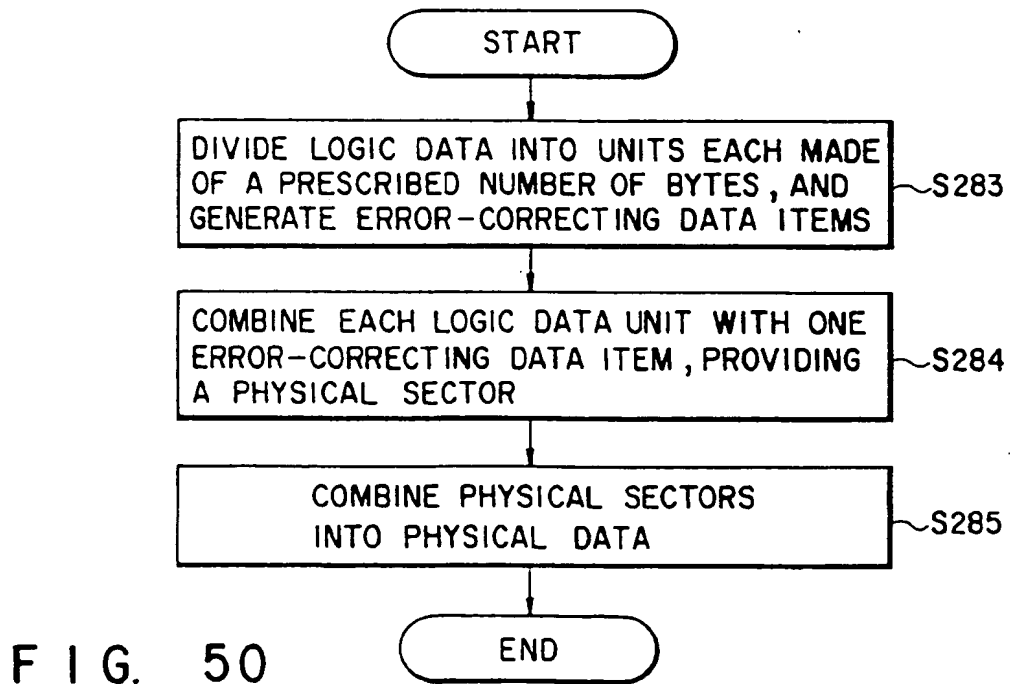 START
DIVIDE LOGIC DATA INTO UNITS EACH MADE
OF A PRESCRIBED NUMBER OF BYTES, AND
GENERATE ERROR-CORRECTING DATA ITEMS
~S283
COMBINE EACH LOGIC DATA UNIT WITH ONE
ERROR-CORRECTING DATA ITEM, PROVIDING
A PHYSICAL SECTOR
~S284
COMBINE PHYSICAL SECTORS
INTO PHYSICAL DATA
~S285
END
FIG. 50